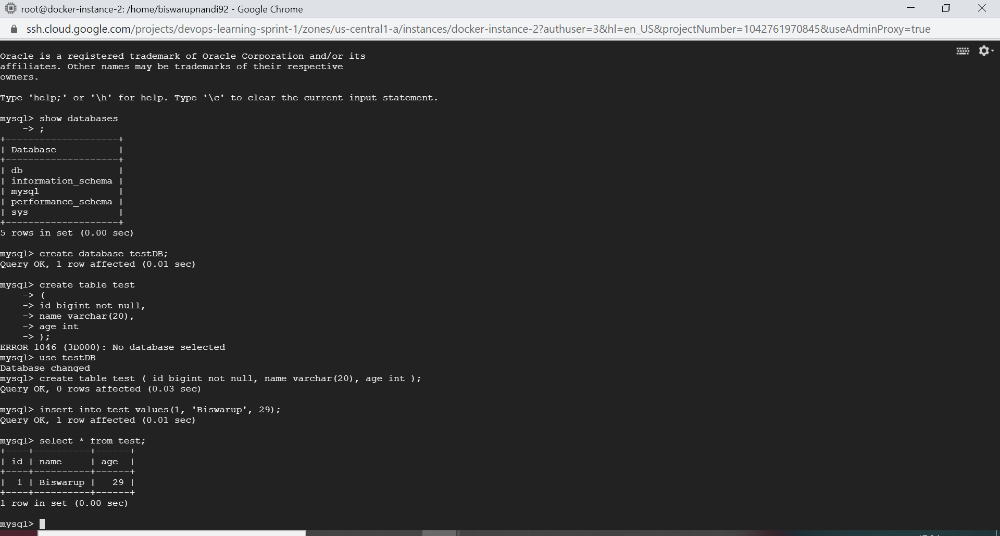 root@docker-instance-2: /home/biswarupnandi92 - Google Chrome
ssh.cloud.google.com/projects/devops-learning-sprint-1/zones/us-central1-a/instances/docker-instance-2?authuser=3&hl=en_US&projectNumber=1042761970845&useAdminProxy=true
Oracle is a registered trademark of Oracle Corporation and/or its
affiliates. Other names may be trademarks of their respective
owners.
Type 'help;' or '\h' for help. Type '\c' to clear the current input statement.
mysql> show databases
    -> ;
+--------------------+
| Database           |
+--------------------+
| db                 |
| information_schema |
| mysql              |
| performance_schema |
| sys                |
+--------------------+
5 rows in set (0.00 sec)
mysql> create database testDB;
Query OK, 1 row affected (0.01 sec)
mysql> create table test
    -> (
    -> id bigint not null,
    -> name varchar(20),
    -> age int
    -> );
ERROR 1046 (3D000): No database selected
mysql> use testDB
Database changed
mysql> create table test ( id bigint not null, name varchar(20), age int );
Query OK, 0 rows affected (0.03 sec)
mysql> insert into test values(1, 'Biswarup', 29);
Query OK, 1 row affected (0.01 sec)
mysql> select * from test;
+----+----------+------+
| id | name     | age  |
+----+----------+------+
|  1 | Biswarup |   29 |
+----+----------+------+
1 row in set (0.00 sec)
mysql>